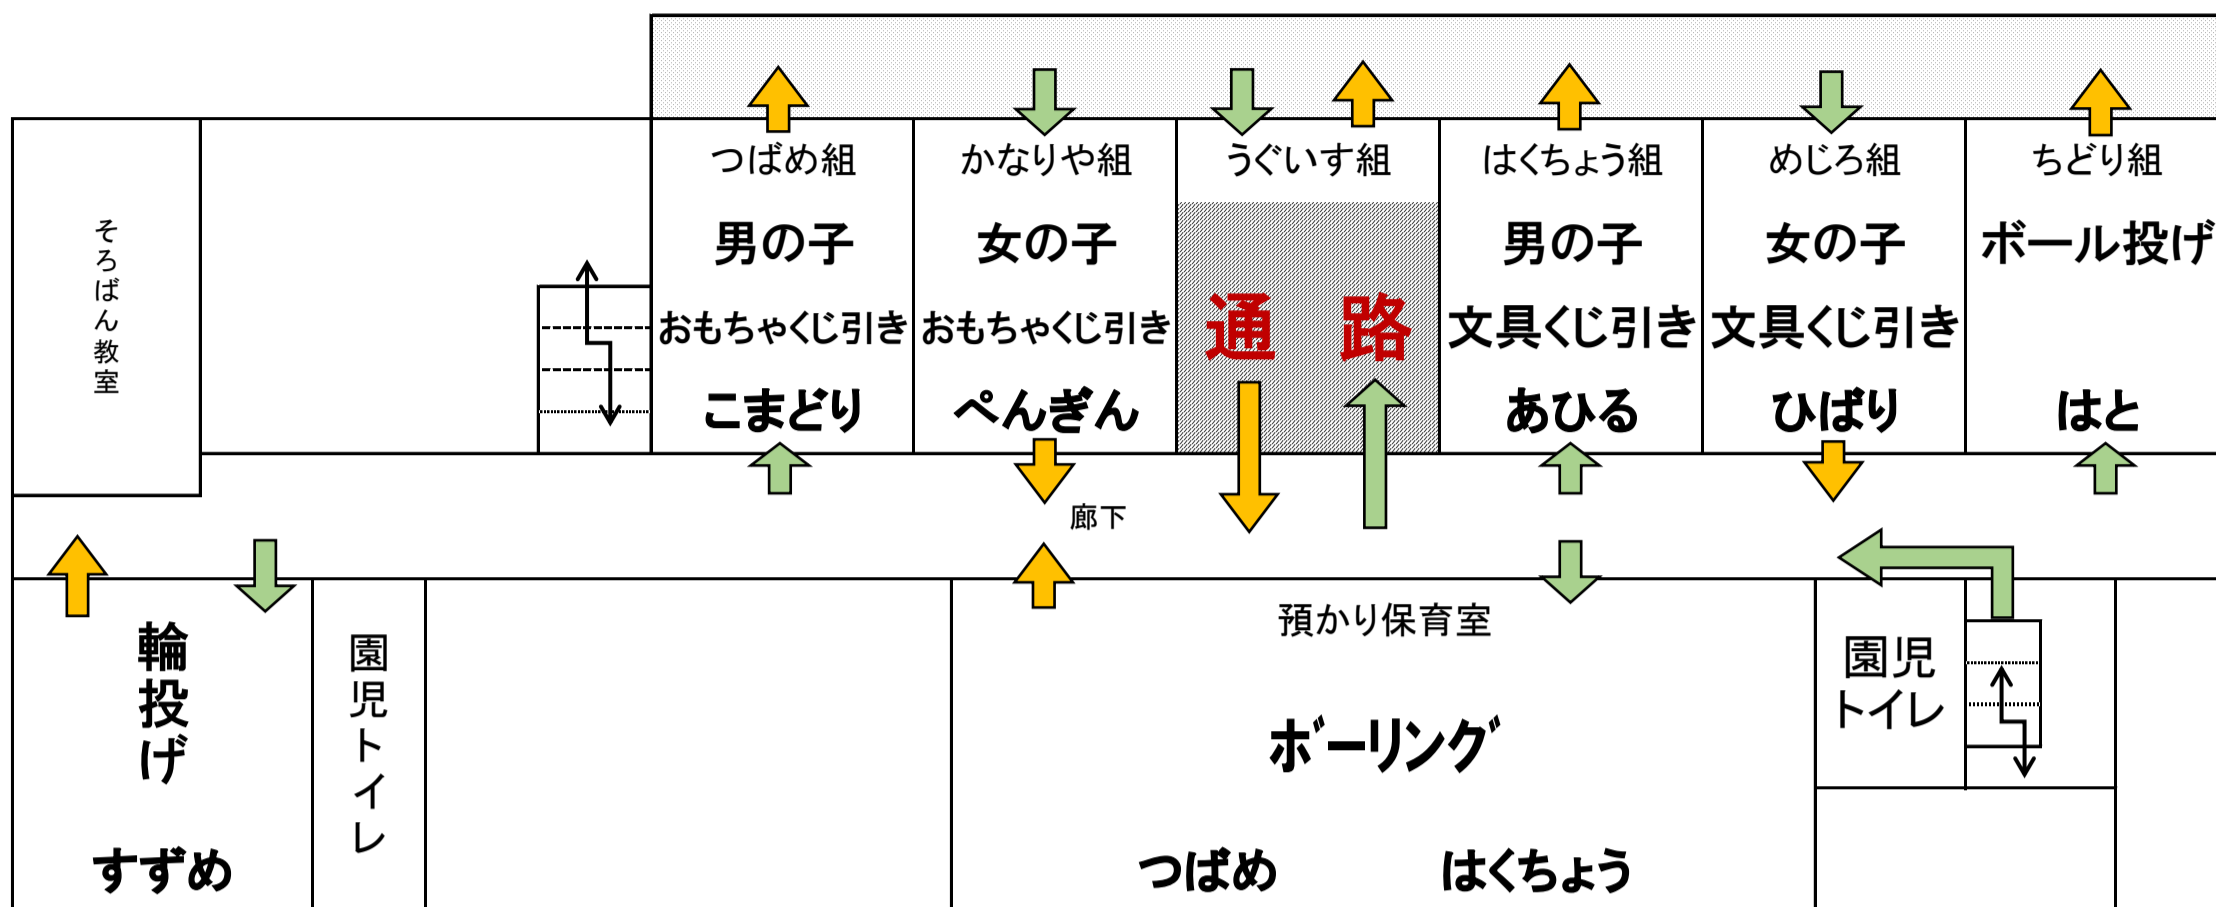 つばめ組
かなりや組
うぐいす組
はくちょう組
めじろ組
ちどり組
そろばん教室
男の子
おもちゃくじ引き
こまどり
女の子
おもちゃくじ引き
ぺんぎん
通 路
男の子
文具くじ引き
あひる
女の子
文具くじ引き
ひばり
ボール投げ
はと
廊下
輪投げ
すずめ
園児トイレ
預かり保育室
ボーリング
つばめ はくちょう
園児
トイレ